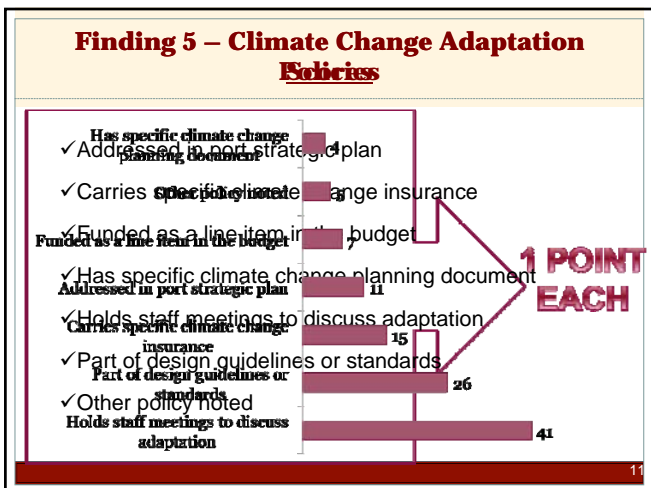 Finding 5 – Climate Change Adaptation
Policies
Scores
✓Addressed in port strategic plan
✓Carries specific climate change insurance
✓Funded as a line item in the budget
✓Has specific climate change planning document
✓Holds staff meetings to discuss adaptation
✓Part of design guidelines or standards
✓Other policy noted
1 POINT
EACH
Has specific climate change
planning document
4
Other policy noted
5
Funded as a line item in the budget
7
Addressed in port strategic plan
11
Carries specific climate change
insurance
15
Part of design guidelines or
standards
26
Holds staff meetings to discuss
adaptation
41
11